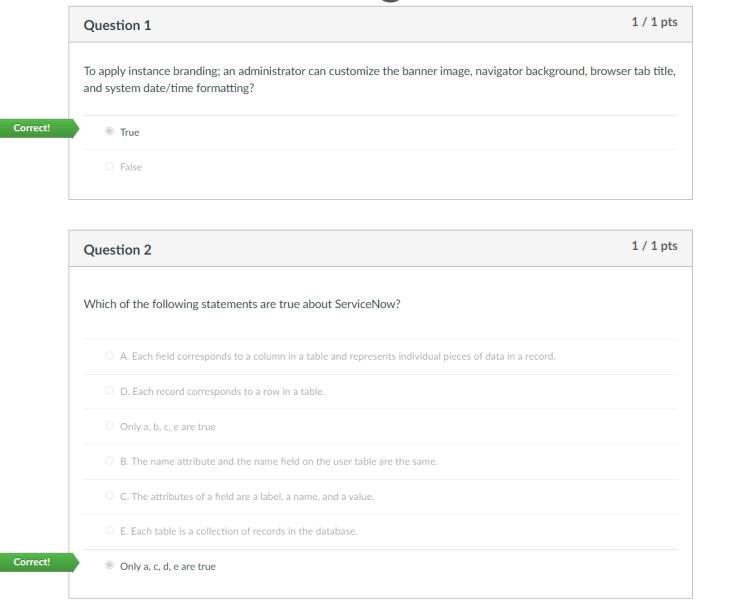 Question 1
1 / 1 pts
To apply instance branding; an administrator can customize the banner image, navigator background, browser tab title,
and system date/time formatting?
Correct!
True
False
Question 2
1 / 1 pts
Which of the following statements are true about ServiceNow?
A. Each field corresponds to a column in a table and represents individual pieces of data in a record.
D. Each record corresponds to a row in a table.
Only a, b, c, e are true
B. The name attribute and the name field on the user table are the same.
C. The attributes of a field are a label, a name, and a value.
E. Each table is a collection of records in the database.
Correct!
Only a, c, d, e are true